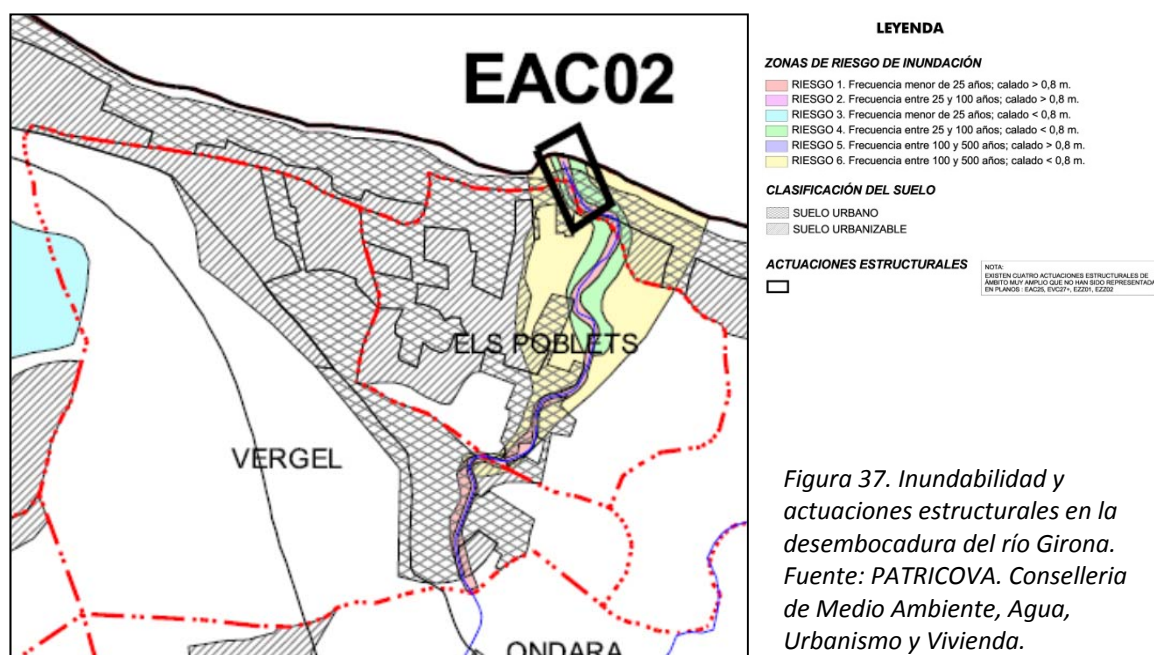 EAC02
ELS POBLETS
VERGEL
ONDARA
LEYENDA
ZONAS DE RIESGO DE INUNDACIÓN
RIESGO 1. Frecuencia menor de 25 años; calado > 0,8 m.
RIESGO 2. Frecuencia entre 25 y 100 años; calado > 0,8 m.
RIESGO 3. Frecuencia menor de 25 años; calado < 0,8 m.
RIESGO 4. Frecuencia entre 25 y 100 años; calado < 0,8 m.
RIESGO 5. Frecuencia entre 100 y 500 años; calado > 0,8 m.
RIESGO 6. Frecuencia entre 100 y 500 años; calado < 0,8 m.
CLASIFICACIÓN DEL SUELO
SUELO URBANO
SUELO URBANIZABLE
ACTUACIONES ESTRUCTURALES
NOTA:
EXISTEN CUATRO ACTUACIONES ESTRUCTURALES DE
ÁMBITO MUY AMPLIO QUE NO HAN SIDO REPRESENTADA
EN PLANOS : EAC25, EVC27*, EZZ01, EZZ02
Figura 37. Inundabilidad y
actuaciones estructurales en la
desembocadura del río Girona.
Fuente: PATRICOVA. Conselleria
de Medio Ambiente, Agua,
Urbanismo y Vivienda.